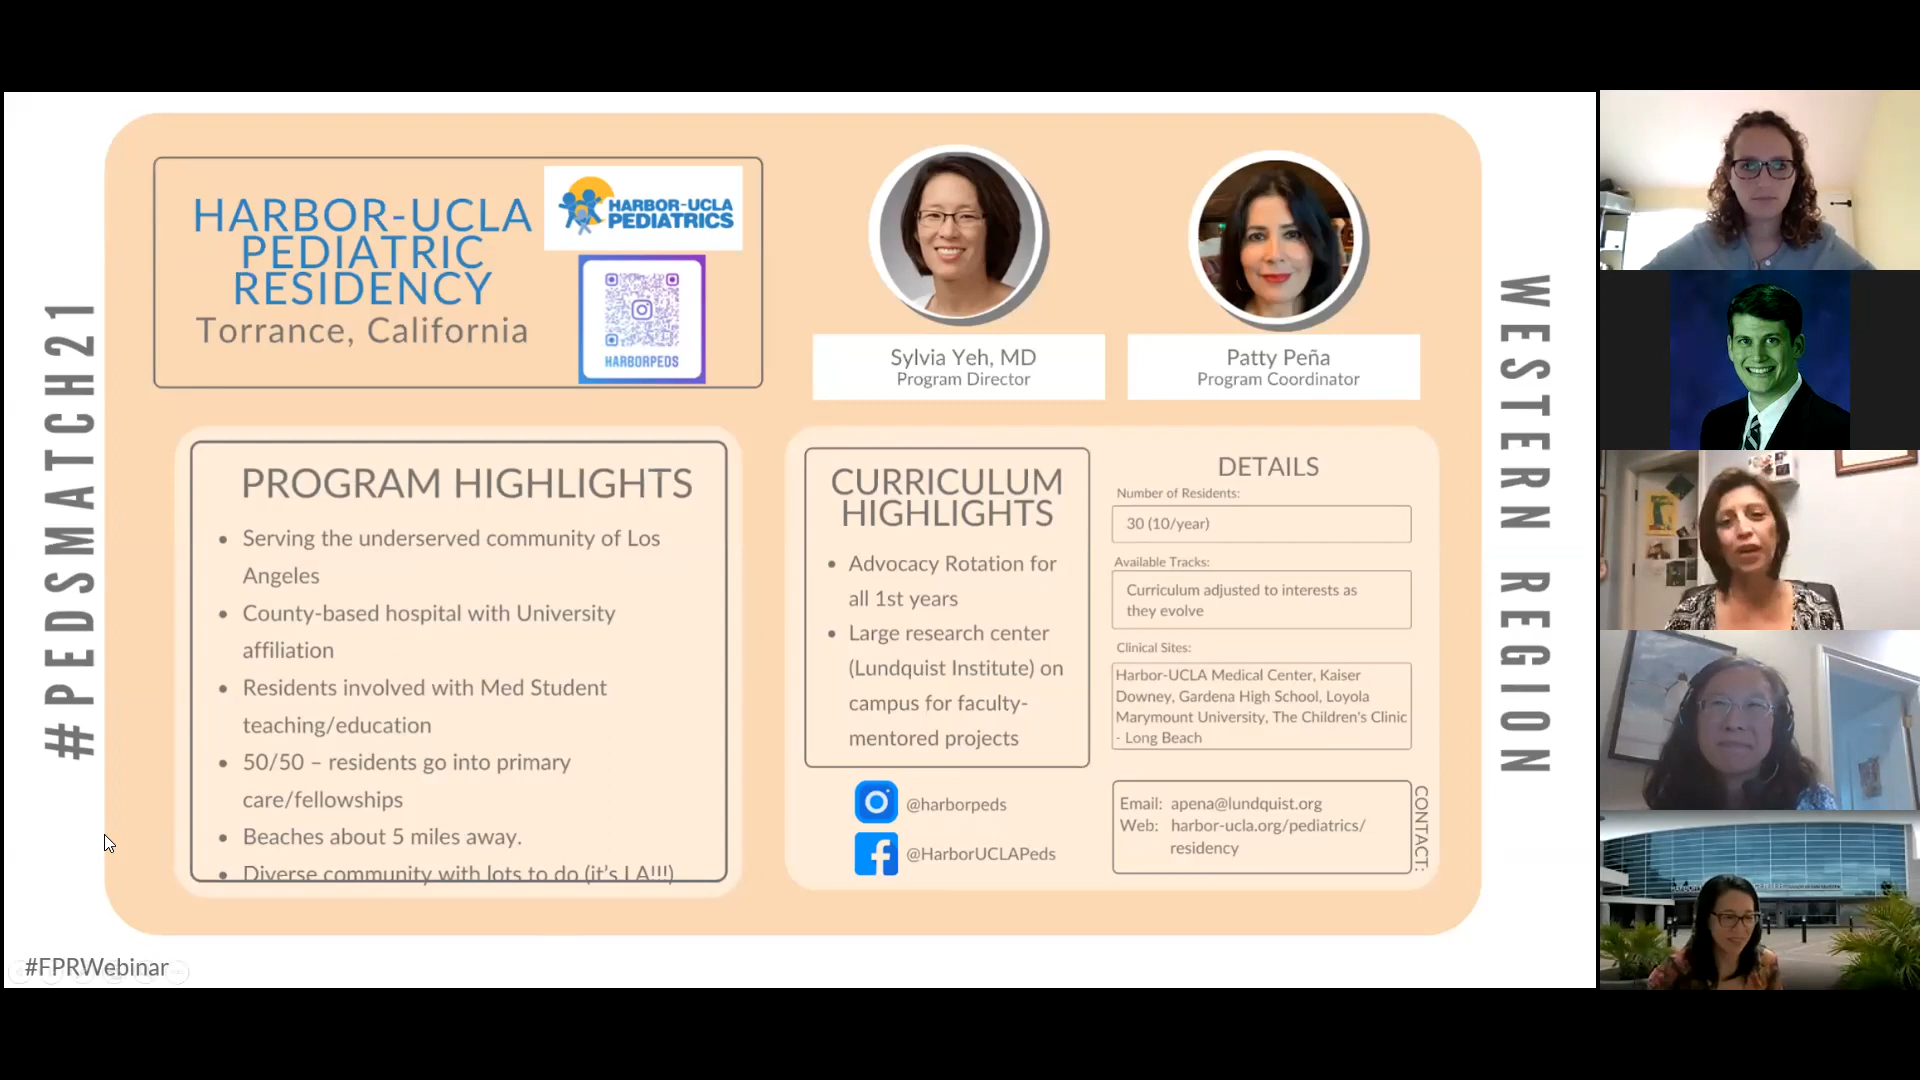 #PEDSMATCH21
HARBOR-UCLA
PEDIATRIC
RESIDENCY
Torrance, California
HARBOR-UCLA
PEDIATRICS
HARBORPEDS
Sylvia Yeh, MD
Program Director
Patty Peña
Program Coordinator
PROGRAM HIGHLIGHTS
• Serving the underserved community of Los
Angeles
• County-based hospital with University
affiliation
• Residents involved with Med Student
teaching/education
• 50/50 – residents go into primary
care/fellowships
• Beaches about 5 miles away.
• Diverse community with lots to do (it's LA!!!)
CURRICULUM
HIGHLIGHTS
• Advocacy Rotation for
all 1st years
• Large research center
(Lundquist Institute) on
campus for faculty-
mentored projects
@harborpeds
@HarborUCLAPeds
DETAILS
Number of Residents:
30 (10/year)
Available Tracks:
Curriculum adjusted to interests as
they evolve
Clinical Sites:
Harbor-UCLA Medical Center, Kaiser
Downey, Gardena High School, Loyola
Marymount University, The Children's Clinic
- Long Beach
CONTACT:
Email: apena@lundquist.org
Web: harbor-ucla.org/pediatrics/
residency
WESTERN REGION
#FPRWebinar